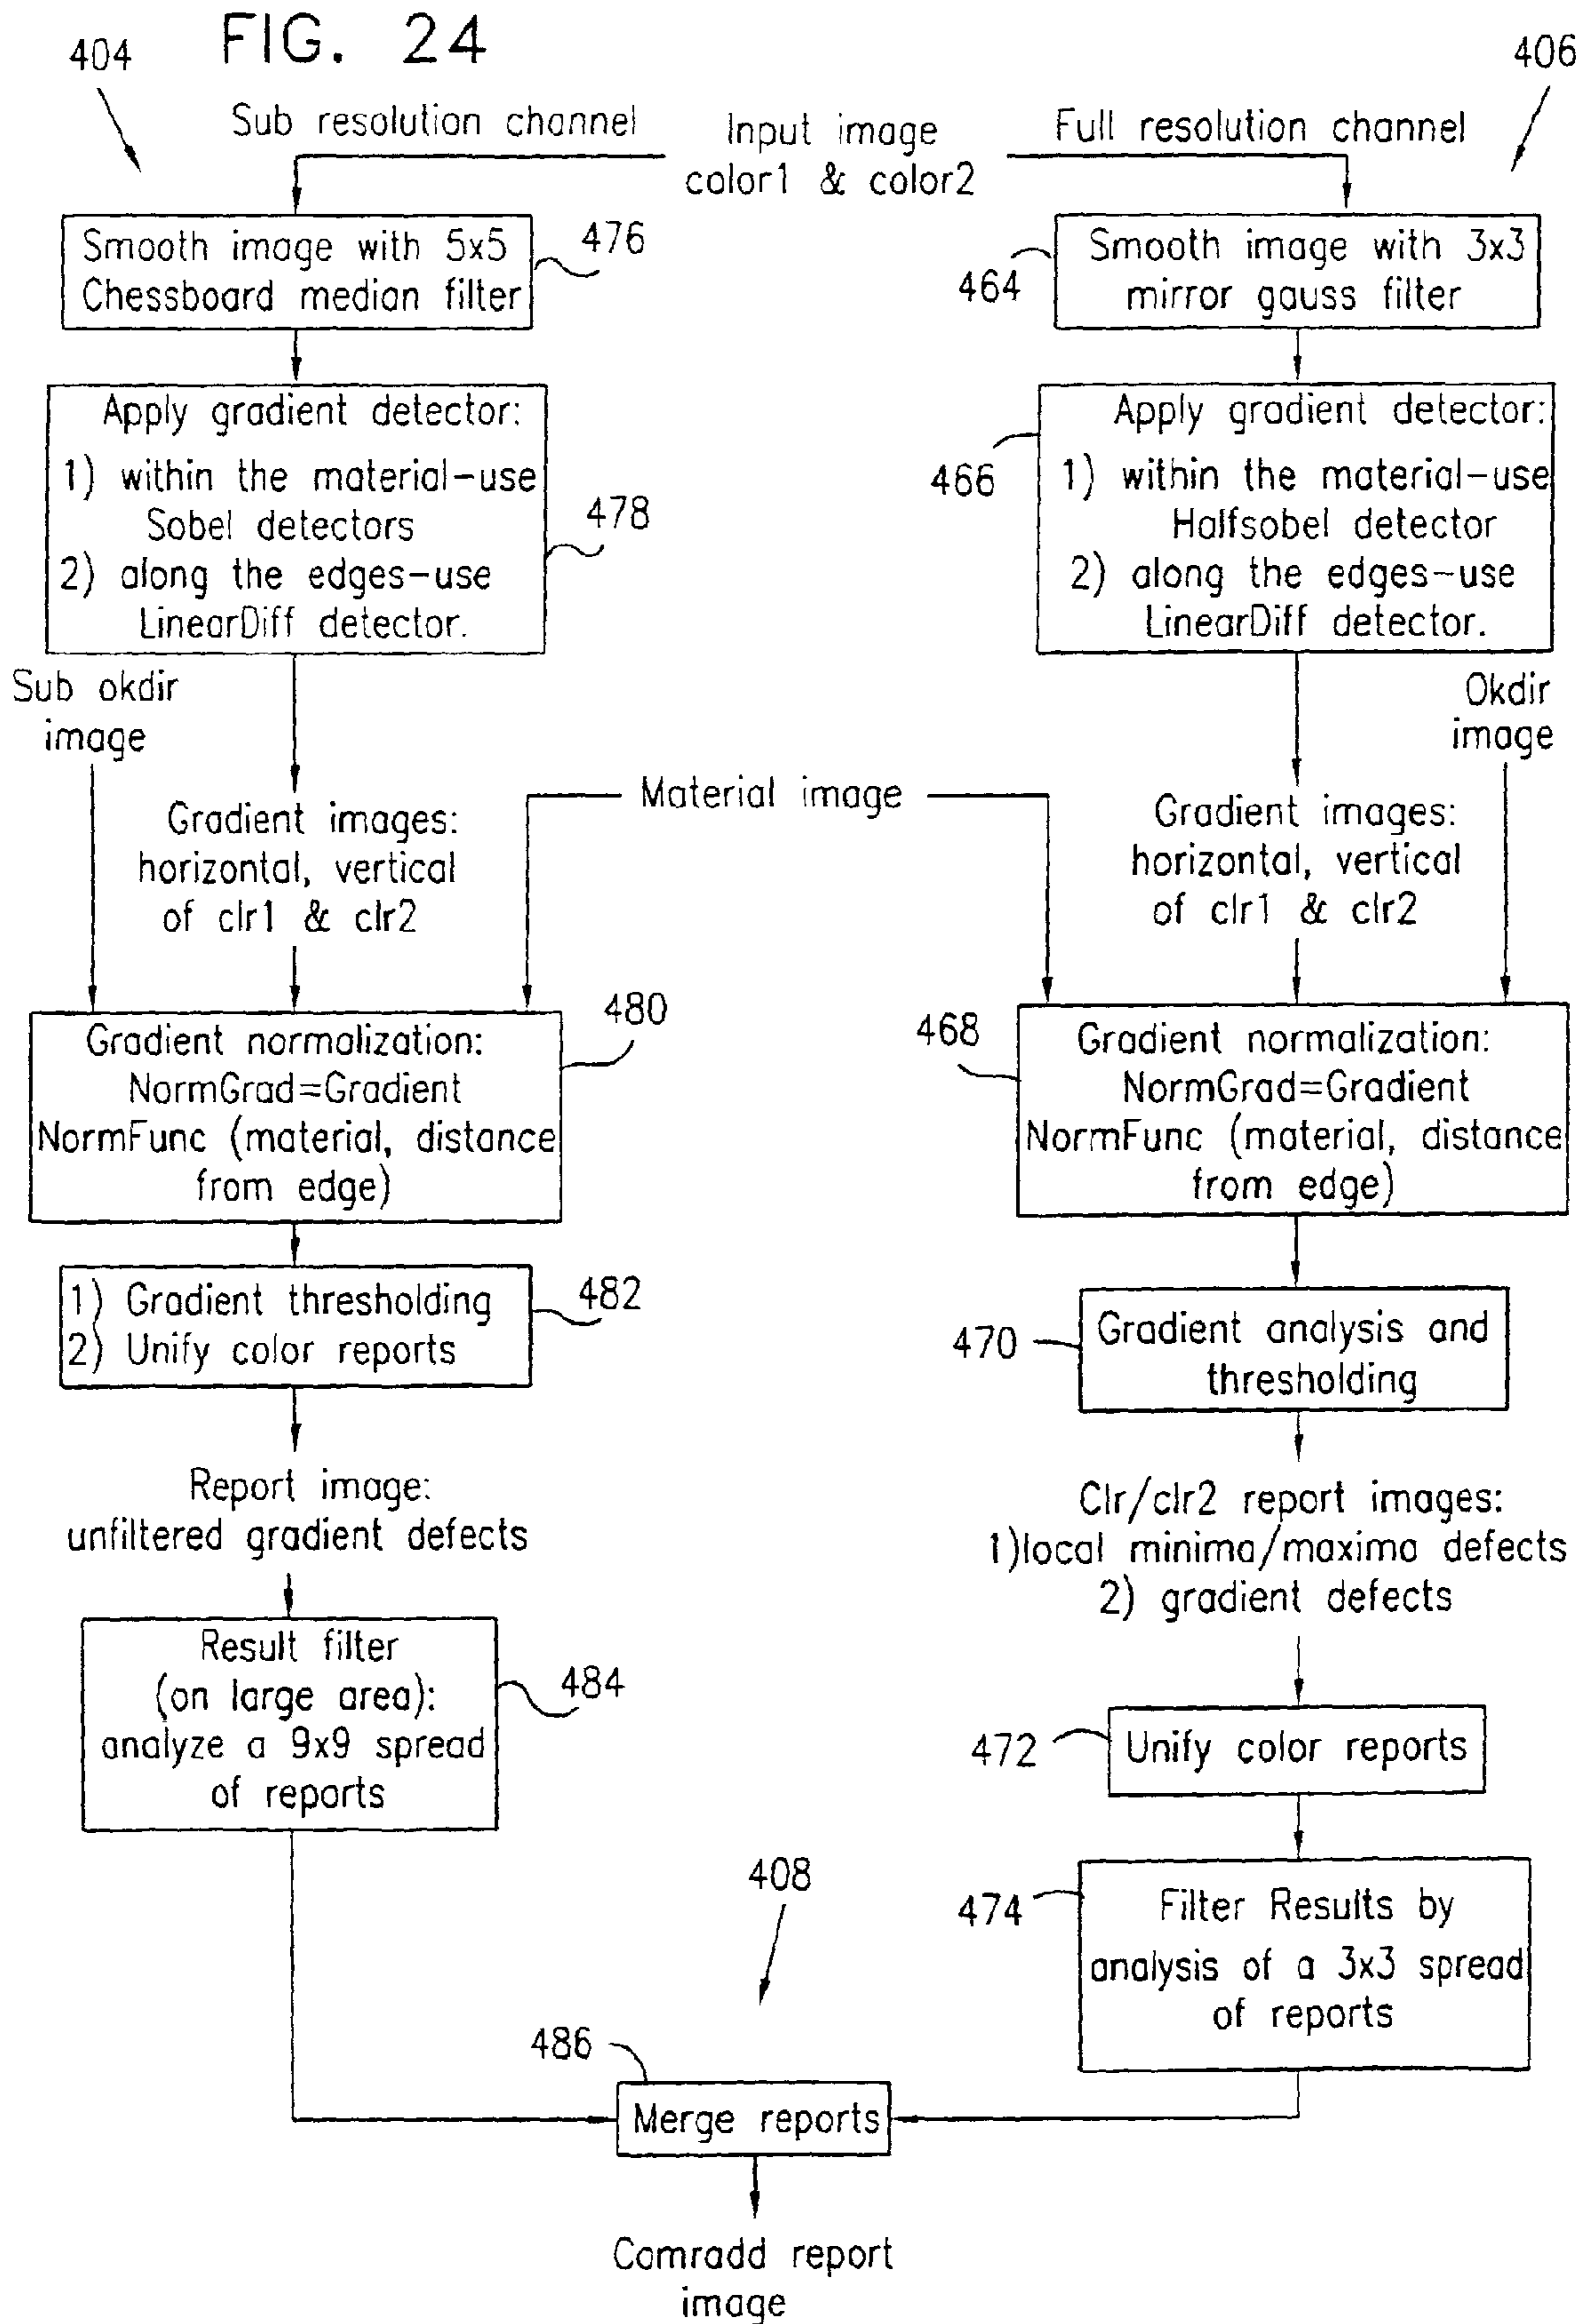 FIG. 24
404
406
Sub resolution channel
Input image
color1 & color2
Full resolution channel
Smooth image with 5x5
Chessboard median filter
476
Smooth image with 3x3
mirror gauss filter
464
Apply gradient detector:
1) within the material-use
Sobel detectors
2) along the edges-use
LinearDiff detector.
478
Apply gradient detector:
1) within the material-use
Halfsobel detector
2) along the edges-use
LinearDiff detector.
466
Sub okdir
image
Okdir
image
Material image
Gradient images:
horizontal, vertical
of clr1 & clr2
Gradient images:
horizontal, vertical
of clr1 & clr2
Gradient normalization:
NormGrad=Gradient
NormFunc (material, distance
from edge)
480
468
Gradient normalization:
NormGrad=Gradient
NormFunc (material, distance
from edge)
1) Gradient thresholding
2) Unify color reports
482
470
Gradient analysis and
thresholding
Report image:
unfiltered gradient defects
Clr/clr2 report images:
1)local minima/maxima defects
2) gradient defects
Result filter
(on large area):
analyze a 9x9 spread
of reports
484
472
Unify color reports
474
Filter Results by
analysis of a 3x3 spread
of reports
408
486
Merge reports
Camradd report
image